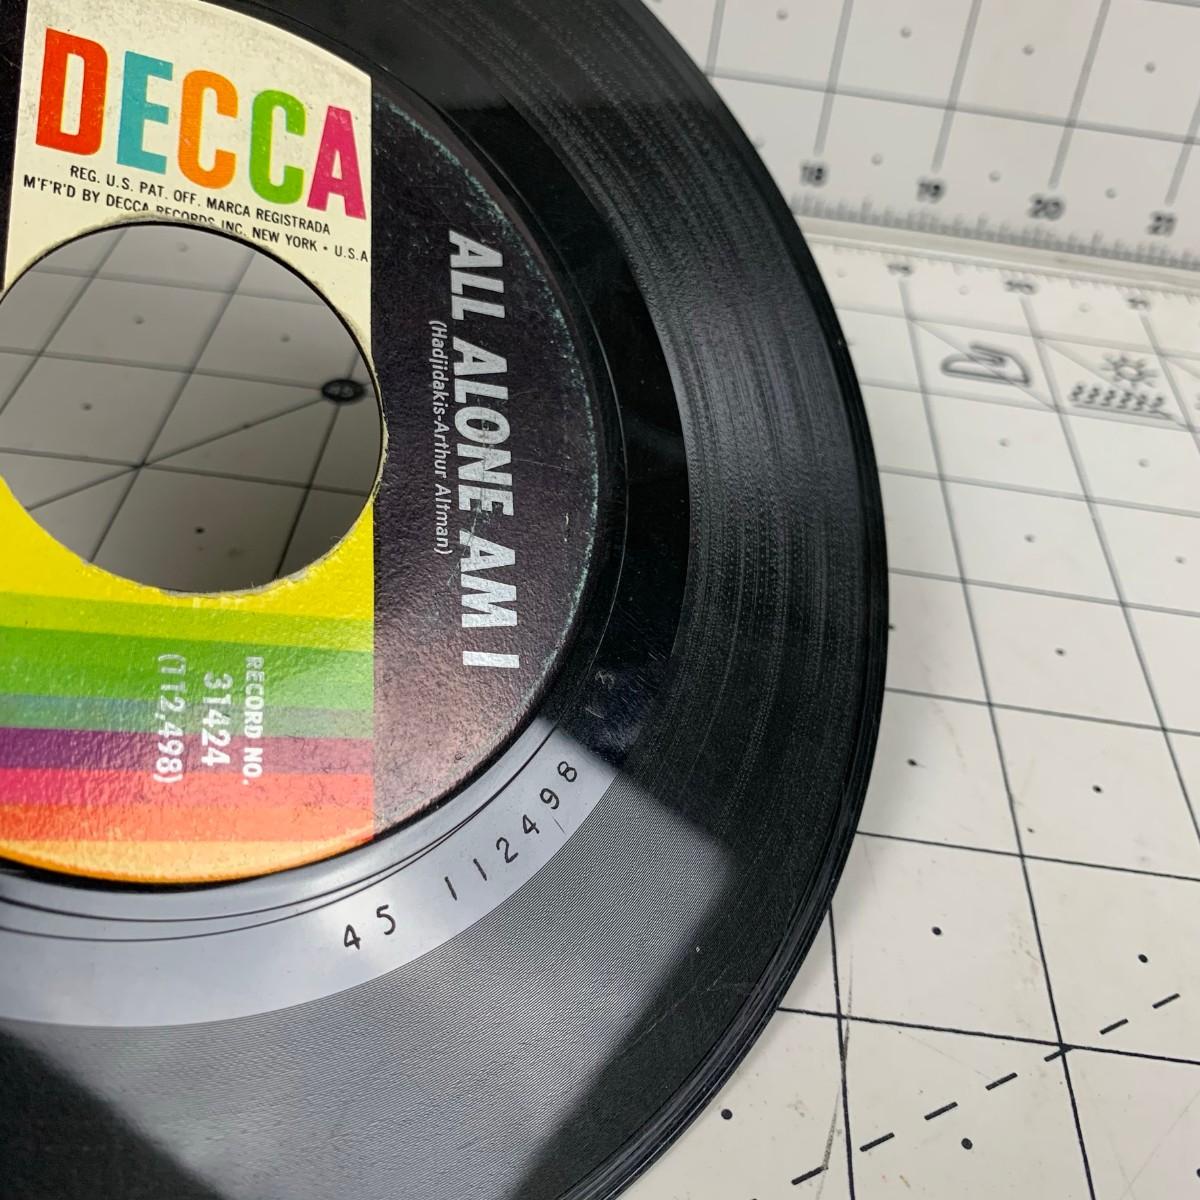 DECCA
REG. U.S. PAT. OFF. MARCA REGISTRADA
M'F'R'D BY DECCA RECORDS INC. NEW YORK • U.S.A
ALL ALONE AM I
(Hadjidakis-Arthur Altman)
RECORD NO.
31424
(112,498)
45 112498
18 19 20 21